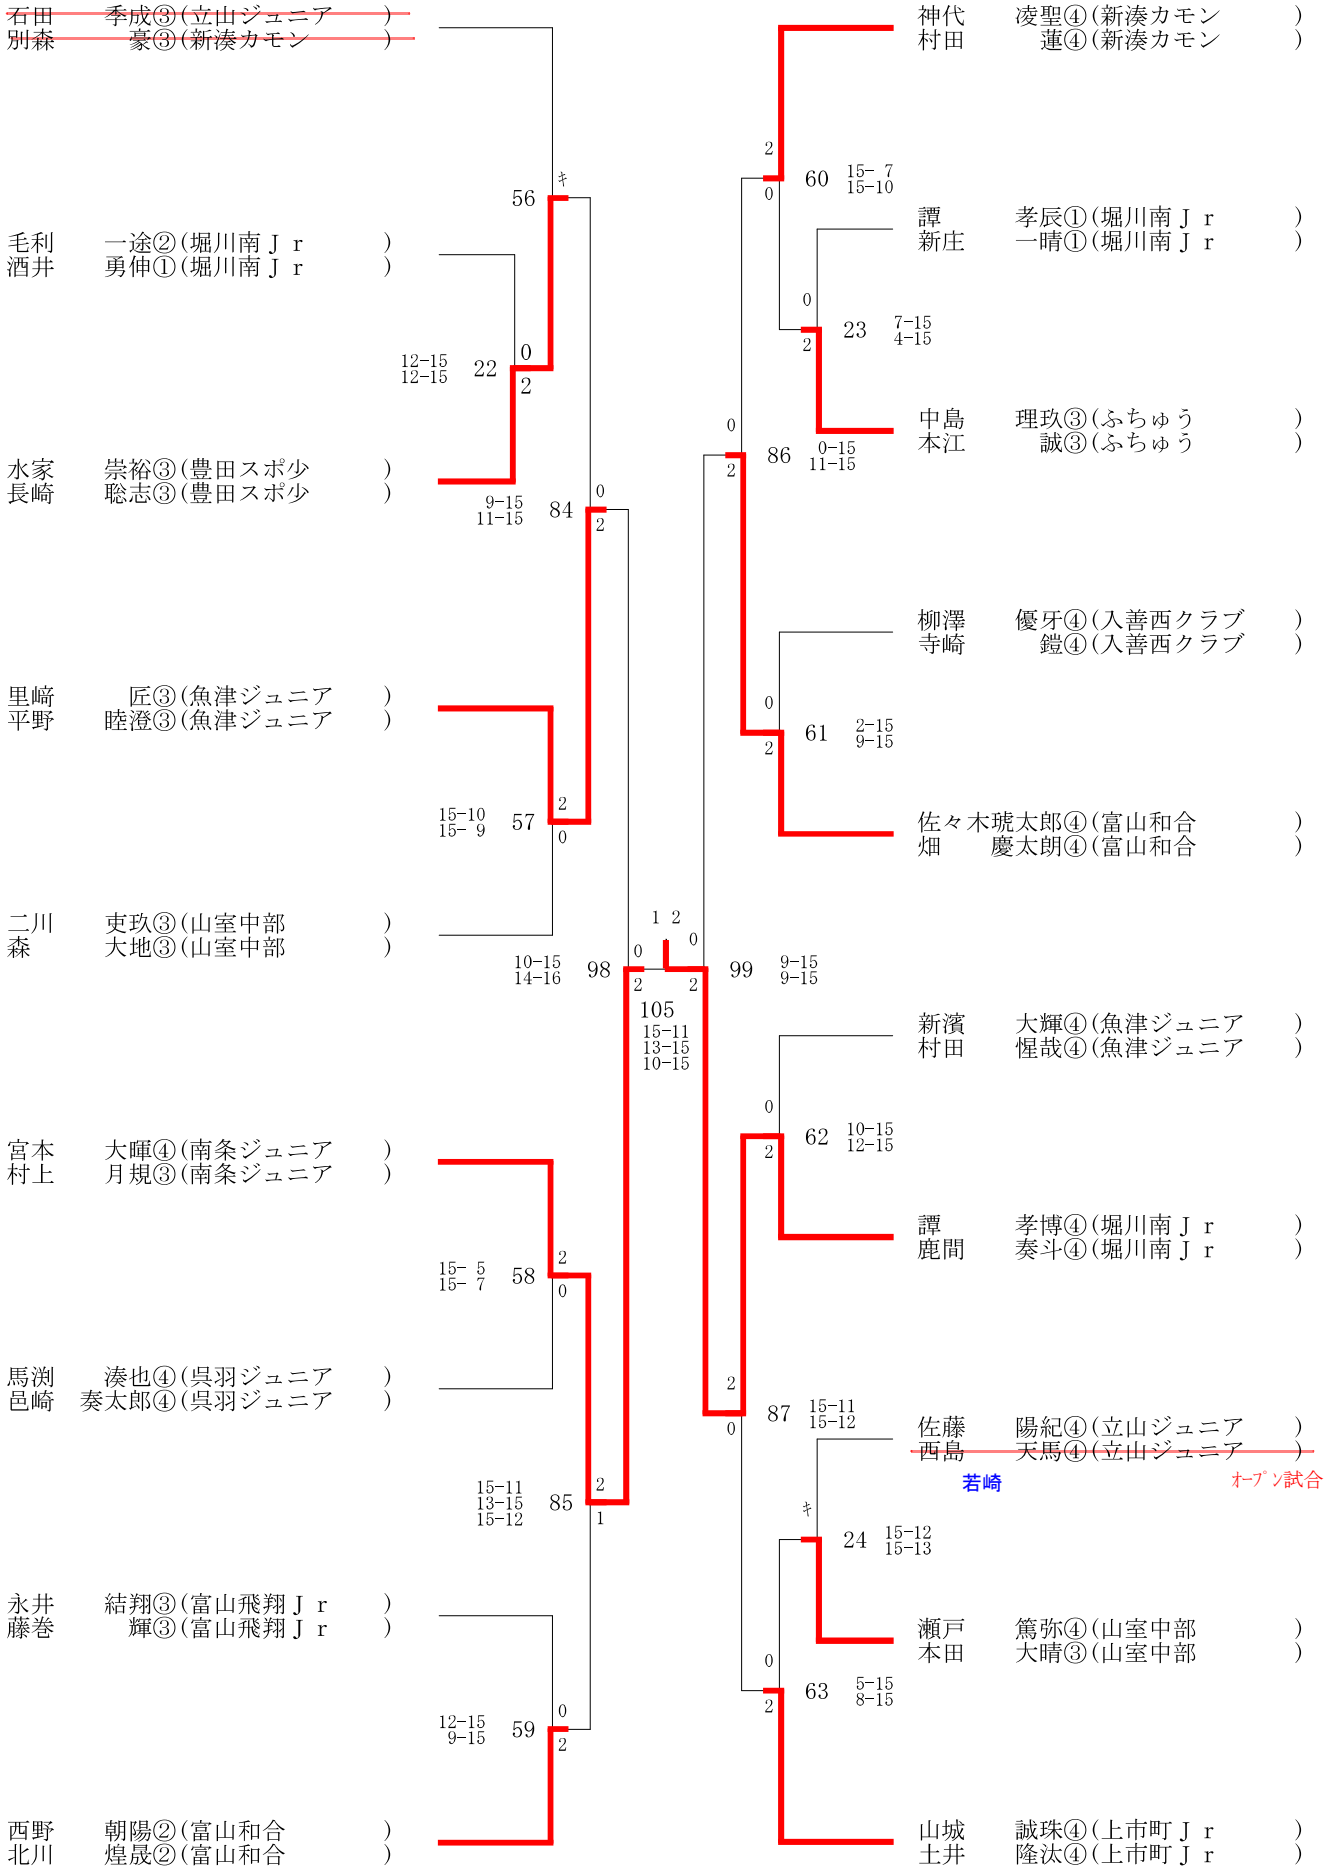 石田　　季成③(立山ジュニア　　)
別森　　　豪③(新湊カモン　　　)
キ
56
毛利　　一途②(堀川南Ｊｒ　　　)
酒井　　勇伸①(堀川南Ｊｒ　　　)
0
12-15
12-15
22
2
水家　　崇裕③(豊田スポ少　　　)
長崎　　聡志③(豊田スポ少　　　)
0
9-15
11-15
84
2
里﨑　　　匠③(魚津ジュニア　　)
平野　　睦澄③(魚津ジュニア　　)
2
15-10
15- 9
57
0
二川　　吏玖③(山室中部　　　　)
森　　　大地③(山室中部　　　　)
0
10-15
14-16
98
2
宮本　　大暉④(南条ジュニア　　)
村上　　月規③(南条ジュニア　　)
2
15- 5
15- 7
58
0
馬渕　　湊也④(呉羽ジュニア　　)
邑崎　奏太郎④(呉羽ジュニア　　)
2
15-11
13-15
15-12
85
1
永井　　結翔③(富山飛翔Ｊｒ　　)
藤巻　　　輝③(富山飛翔Ｊｒ　　)
0
12-15
9-15
59
2
西野　　朝陽②(富山和合　　　　)
北川　　煌晟②(富山和合　　　　)
1 2
105
15-11
13-15
10-15
神代　　凌聖④(新湊カモン　　　)
村田　　　蓮④(新湊カモン　　　)
2
60
15- 7
15-10
0
譚　　　孝辰①(堀川南Ｊｒ　　　)
新庄　　一晴①(堀川南Ｊｒ　　　)
0
23
7-15
4-15
2
中島　　理玖③(ふちゅう　　　　)
本江　　　誠③(ふちゅう　　　　)
0
86
0-15
11-15
2
柳澤　　優牙④(入善西クラブ　　)
寺崎　　　鎧④(入善西クラブ　　)
0
61
2-15
9-15
2
佐々木琥太郎④(富山和合　　　　)
畑　　慶太朗④(富山和合　　　　)
0
99
9-15
9-15
2
新濱　　大輝④(魚津ジュニア　　)
村田　　惺哉④(魚津ジュニア　　)
0
62
10-15
12-15
2
譚　　　孝博④(堀川南Ｊｒ　　　)
鹿間　　奏斗④(堀川南Ｊｒ　　　)
2
87
15-11
15-12
0
佐藤　　陽紀④(立山ジュニア　　)
西島　　天馬④(立山ジュニア　　)
若崎
ｵｰﾌﾟﾝ試合
キ
24
15-12
15-13
瀬戸　　篤弥④(山室中部　　　　)
本田　　大晴③(山室中部　　　　)
0
63
5-15
8-15
2
山城　　誠珠④(上市町Ｊｒ　　　)
土井　　隆汰④(上市町Ｊｒ　　　)